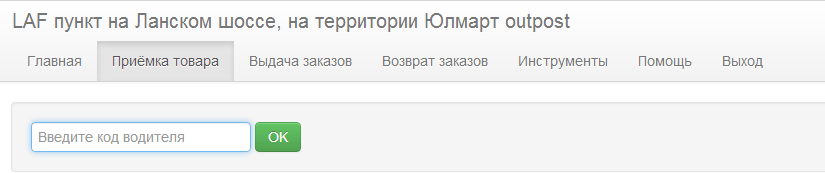 LAF пункт на Ланском шоссе, на территории Юлмарт outpost
Главная Приёмка товара Выдача заказов Возврат заказов Инструменты Помощь Выход
Введите код водителя OK